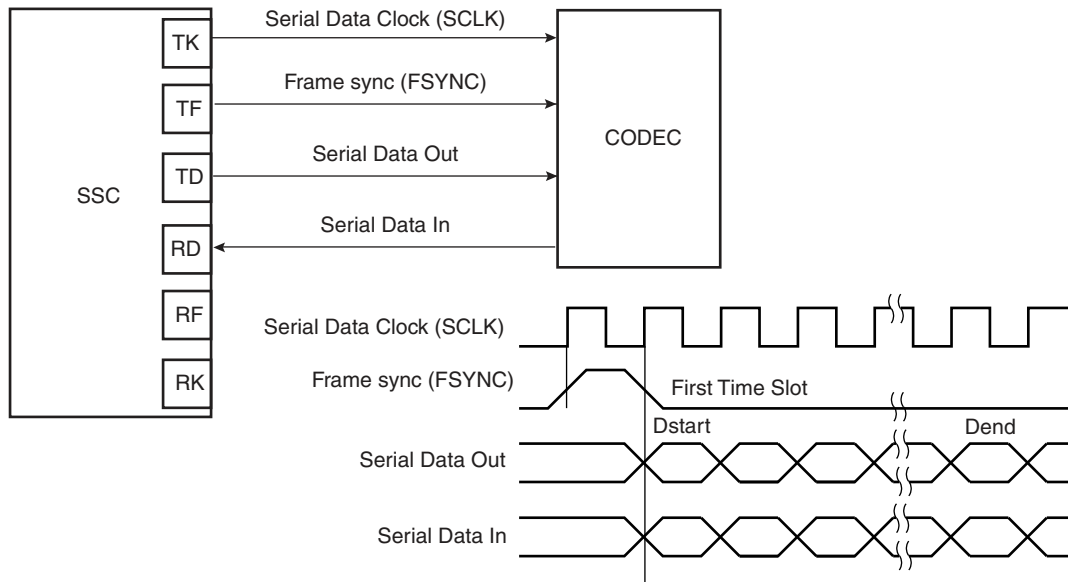 Serial Data Clock (SCLK)
TK
Frame sync (FSYNC)
TF
CODEC
Serial Data Out
TD
SSC
Serial Data In
RD
RF
Serial Data Clock (SCLK)
RK
Frame sync (FSYNC)
First Time Slot
Dstart
Dend
Serial Data Out
Serial Data In